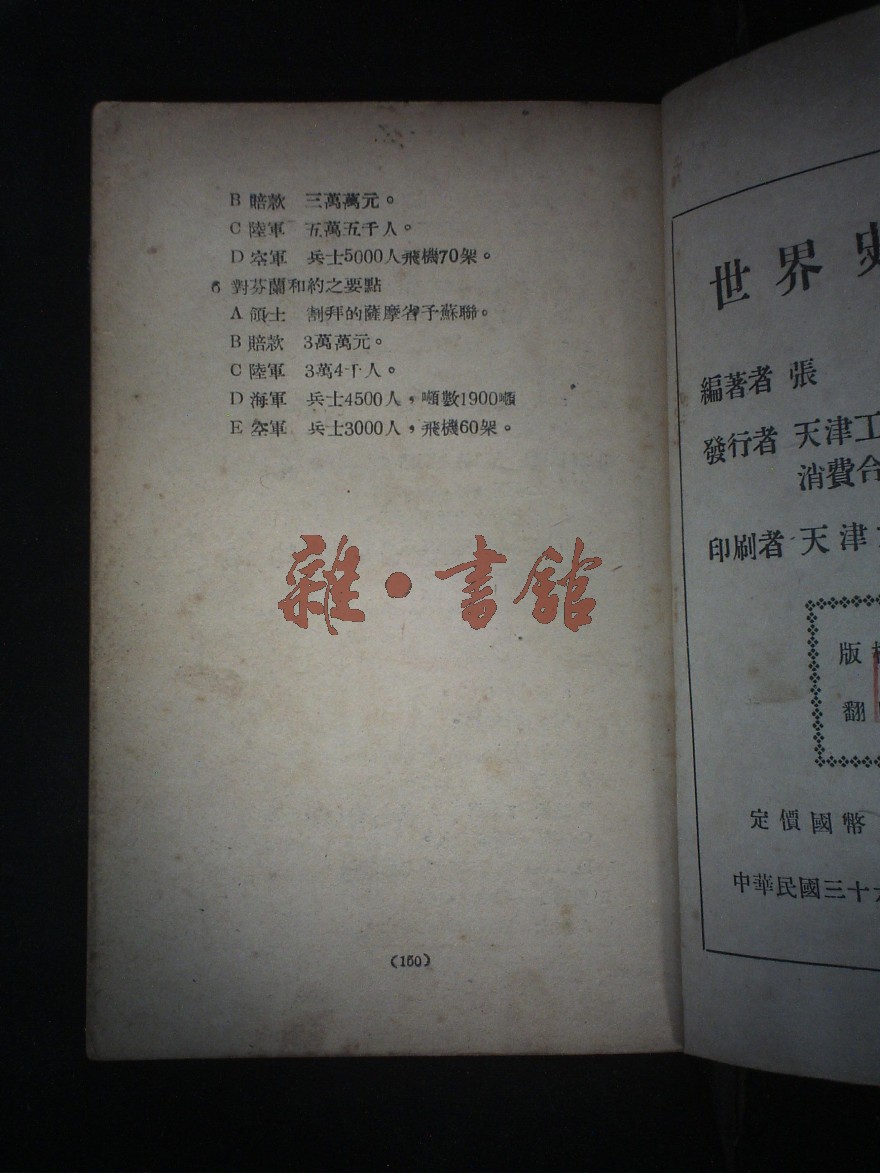 B 賠款 三萬萬元。
C 陸軍 五萬五千人。
D 空軍 兵士5000人飛機70架。
6 對芬蘭和約之要點
A 領土 割拜的薩摩省予蘇聯。
B 賠款 3萬萬元。
C 陸軍 3萬4千人。
D 海軍 兵士4500人，噸數1900噸
E 空軍 兵士3000人，飛機60架。
雜·書館
(150)
世界史
編著者 張
發行者 天津工
消費合
印刷者 天津
版權
翻
定價國幣
中華民國三十六